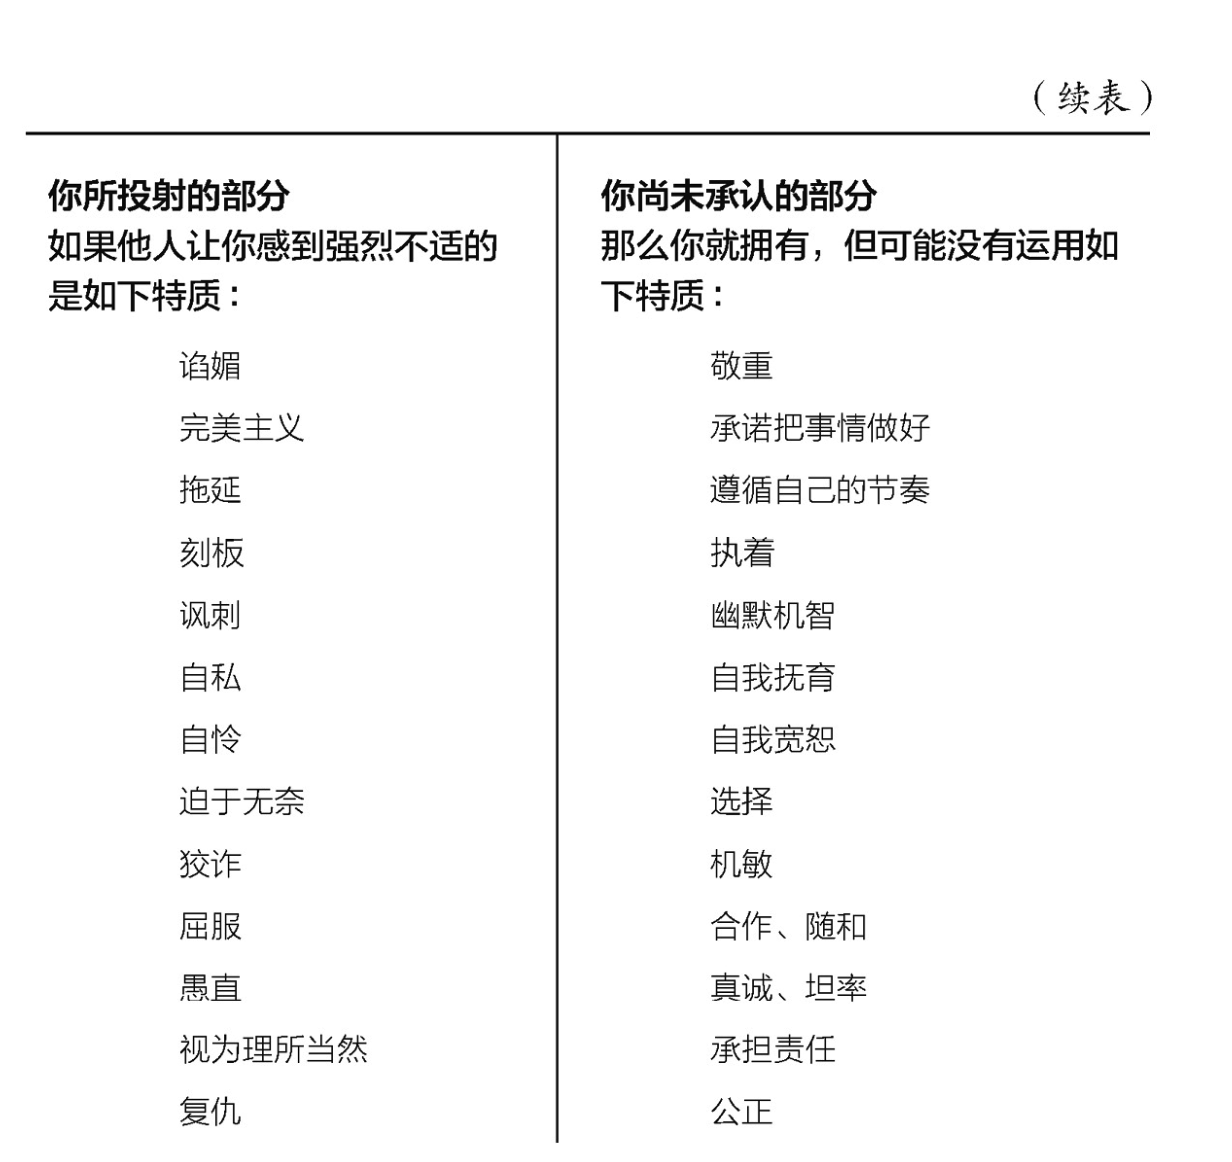 （续表）
你所投射的部分
如果他人让你感到强烈不适的
是如下特质：
谄媚
完美主义
拖延
刻板
讽刺
自私
自怜
迫于无奈
狡诈
屈服
愚直
视为理所当然
复仇
你尚未承认的部分
那么你就拥有，但可能没有运用如
下特质：
敬重
承诺把事情做好
遵循自己的节奏
执着
幽默机智
自我抚育
自我宽恕
选择
机敏
合作、随和
真诚、坦率
承担责任
公正